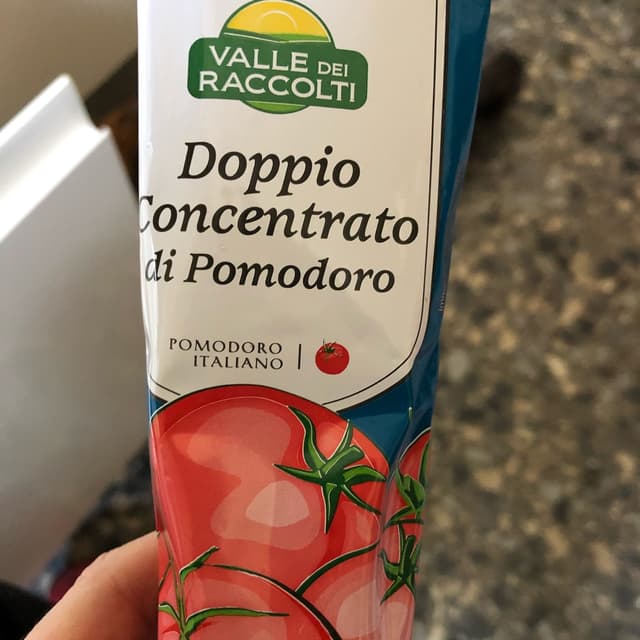 VALLE DEI
RACCOLTI
Doppio
Concentrato
di Pomodoro
POMODORO
ITALIANO